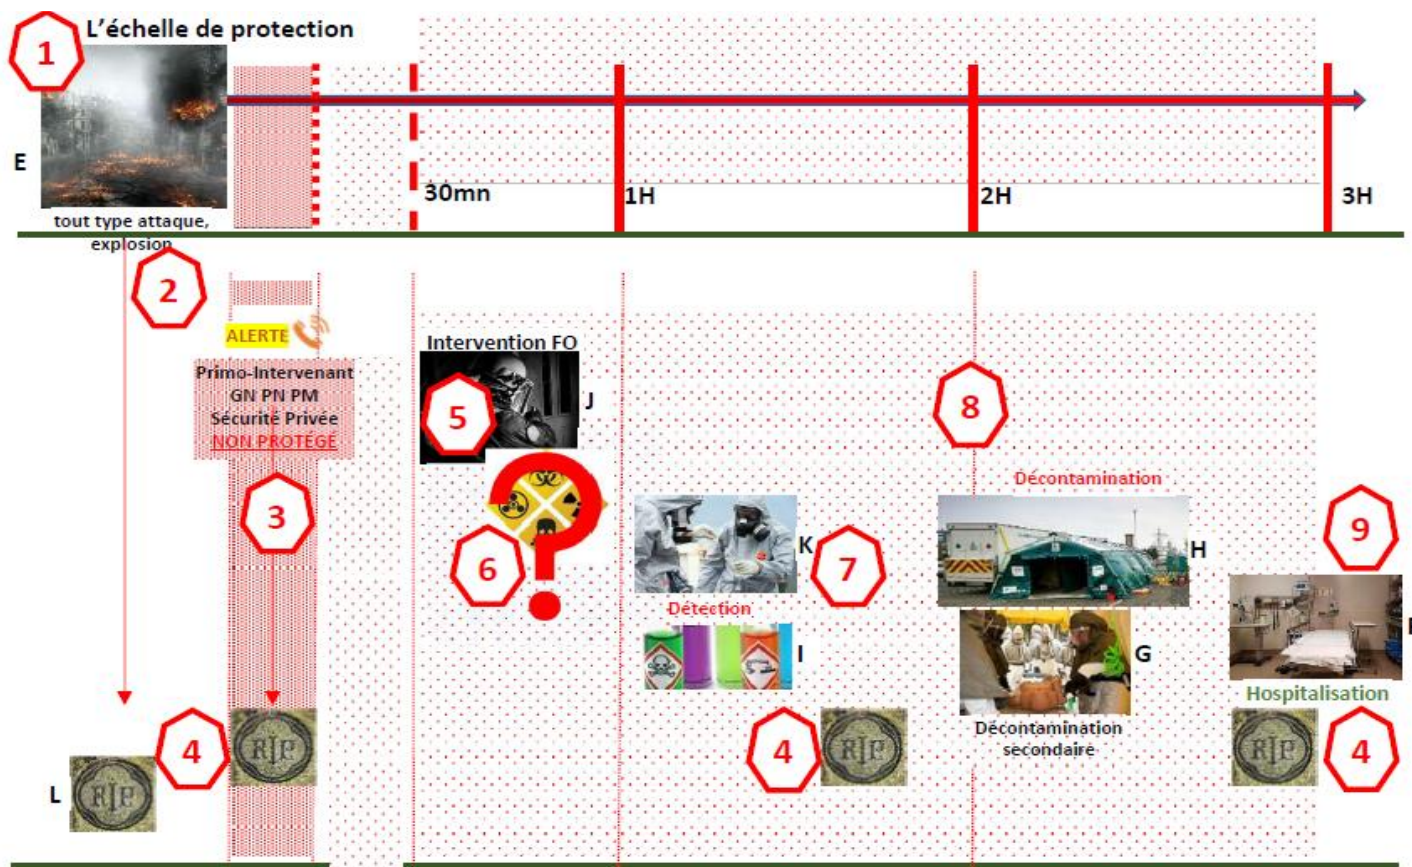 1
L'échelle de protection
E
tout type attaque,
explosion
30mn
1H
2H
3H
2
ALERTE
Primo-Intervenant
GN PN PM
Sécurité Privée
NON PROTÉGÉ
3
Intervention FO
5
J
6
8
Décontamination
K
7
H
9
Détection
I
G
Hospitalisation
Décontamination
secondaire
4
RIP
L
RIP
4
RIP
RIP
4